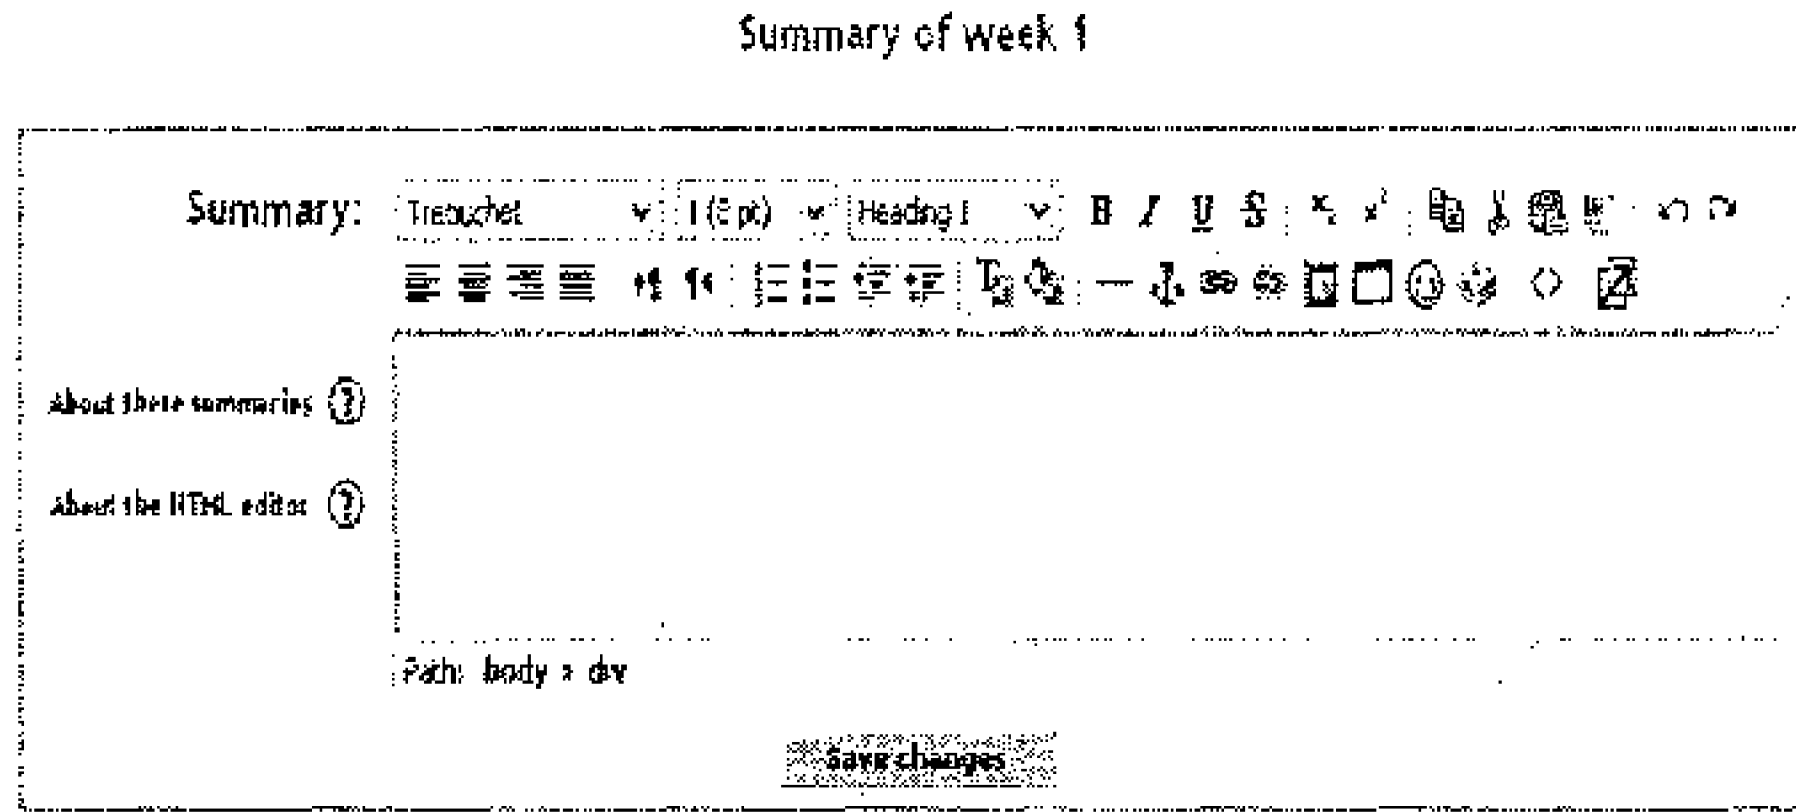 Summary of week 1
Summary: Trebuchet 1 (8 pt) Heading 1 B I U S
About these summaries ?
About the HTML editor ?
Path: body » div
Save changes